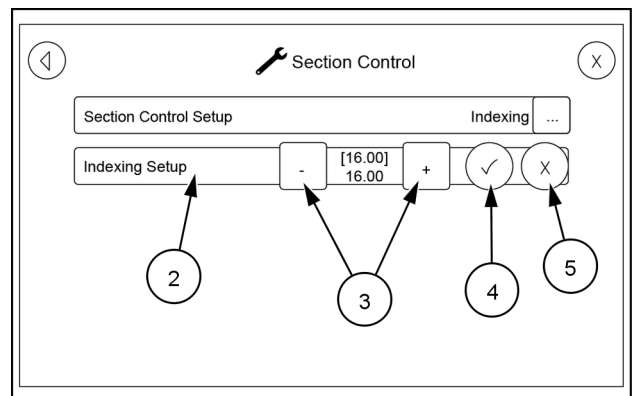 Section Control
X
Section Control Setup Indexing ...
Indexing Setup - [16.00] + X
16.00
2
3
4
5